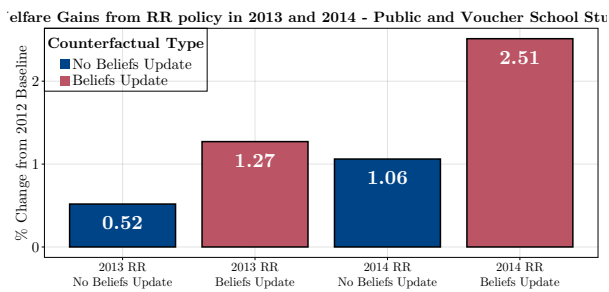 elfare Gains from RR policy in 2013 and 2014 - Public and Voucher School Stu
Counterfactual Type
No Beliefs Update
Beliefs Update
% Change from 2012 Baseline
2
1
0
0.52
1.27
1.06
2.51
2013 RR
No Beliefs Update
2013 RR
Beliefs Update
2014 RR
No Beliefs Update
2014 RR
Beliefs Update